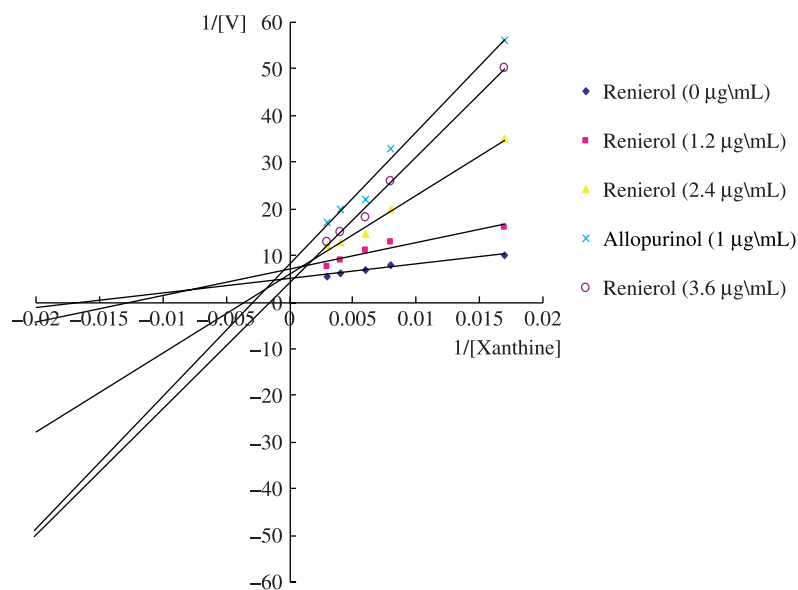 1/[V]
60
50
40
30
20
10
0
−10
−20
−30
−40
−50
−60
−0.02 −0.015 −0.01 −0.005 0 0.005 0.01 0.015 0.02
1/[Xanthine]
Renierol (0 µg\mL)
Renierol (1.2 µg\mL)
Renierol (2.4 µg\mL)
Allopurinol (1 µg\mL)
Renierol (3.6 µg\mL)